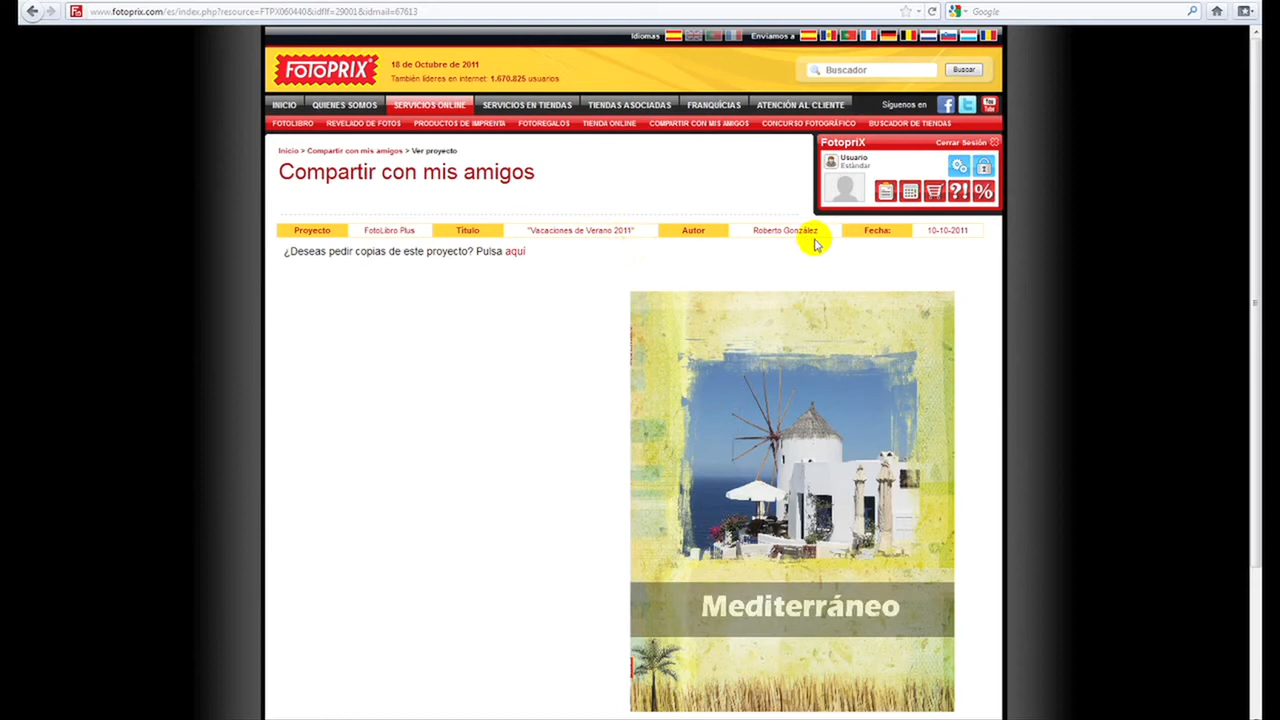 www.fotoprix.com/es/index.php?resource=FTPX060440&idflf=29001&idmail=67613
Google
Idiomas
Enviamos a
FOTOPRIX
18 de Octubre de 2011
También líderes en internet: 1.670.825 usuarios
Buscador
Buscar
INICIO QUIENES SOMOS SERVICIOS ONLINE SERVICIOS EN TIENDAS TIENDAS ASOCIADAS FRANQUICIAS ATENCIÓN AL CLIENTE Síguenos en
FOTOLIBRO REVELADO DE FOTOS PRODUCTOS DE IMPRENTA FOTOREGALOS TIENDA ONLINE COMPARTIR CON MIS AMIGOS CONCURSO FOTOGRÁFICO BUSCADOR DE TIENDAS
FotopriX Cerrar Sesión
Inicio > Compartir con mis amigos > Ver proyecto
Usuario
Estándar
Compartir con mis amigos
Proyecto FotoLibro Plus Título "Vacaciones de Verano 2011" Autor Roberto González Fecha: 10-10-2011
¿Deseas pedir copias de este proyecto? Pulsa aquí
Mediterráneo